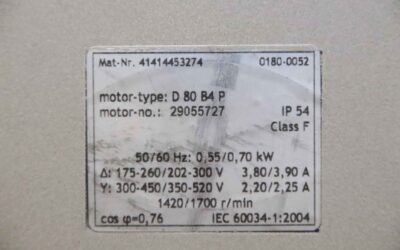 Mat-Nr. 41414453274 0180-0052
motor-type: D 80 B4 P IP 54
motor-no.: 29055727 Class F
50/60 Hz: 0,55/0,70 kW
Δ: 175-260/202-300 V 3,80/3,90 A
Y: 300-450/350-520 V 2,20/2,25 A
1420/1700 r/min
cos φ=0,76 IEC 60034-1:2004